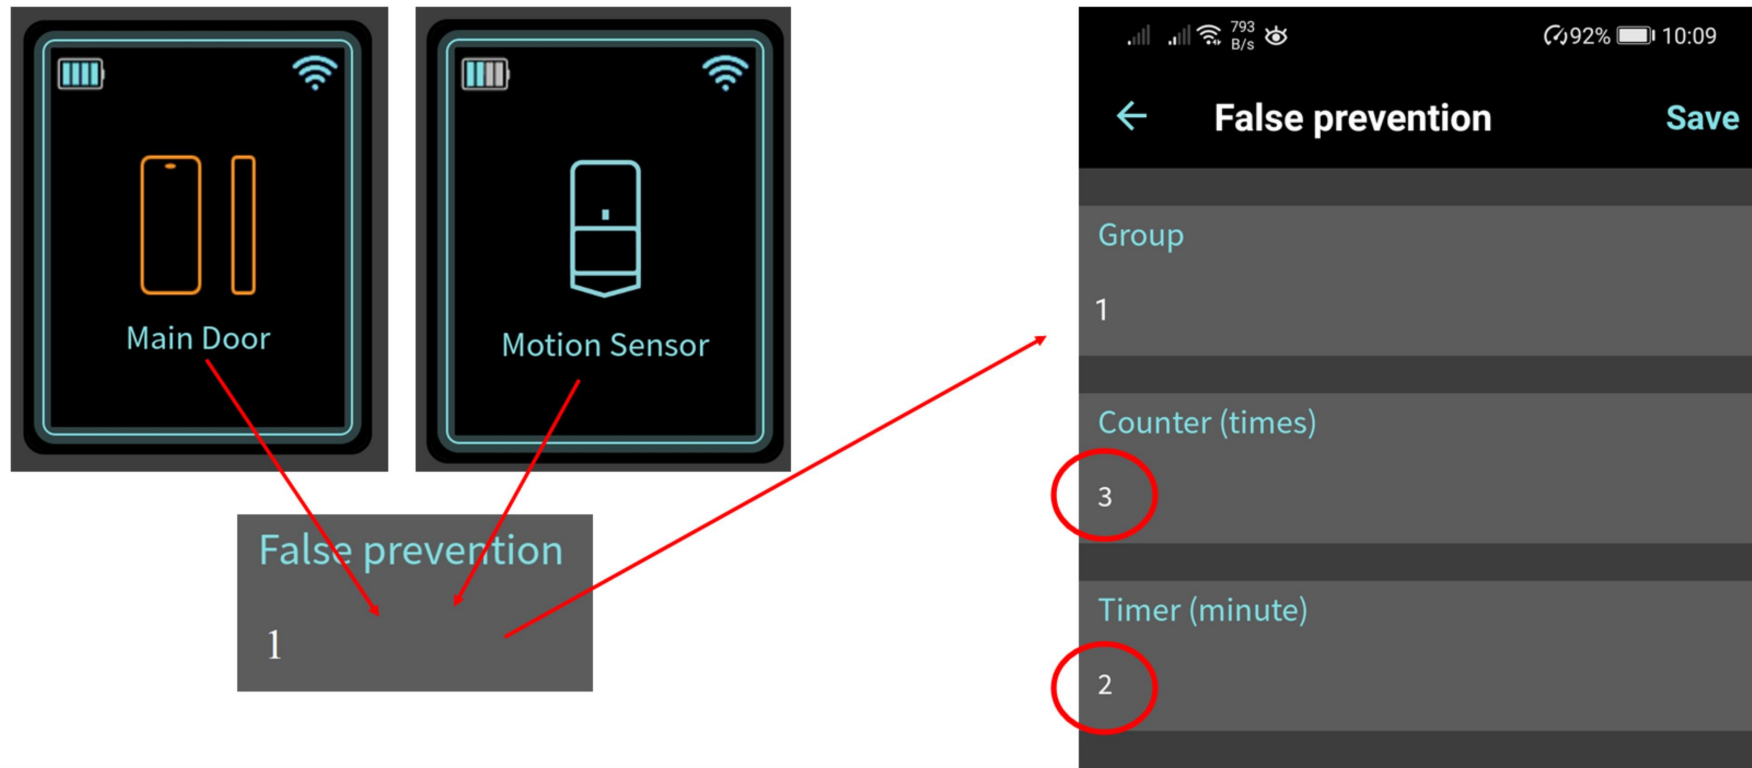 Main Door
Motion Sensor
False prevention
1
793
B/s
92%
10:09
False prevention
Save
Group
1
Counter (times)
3
Timer (minute)
2